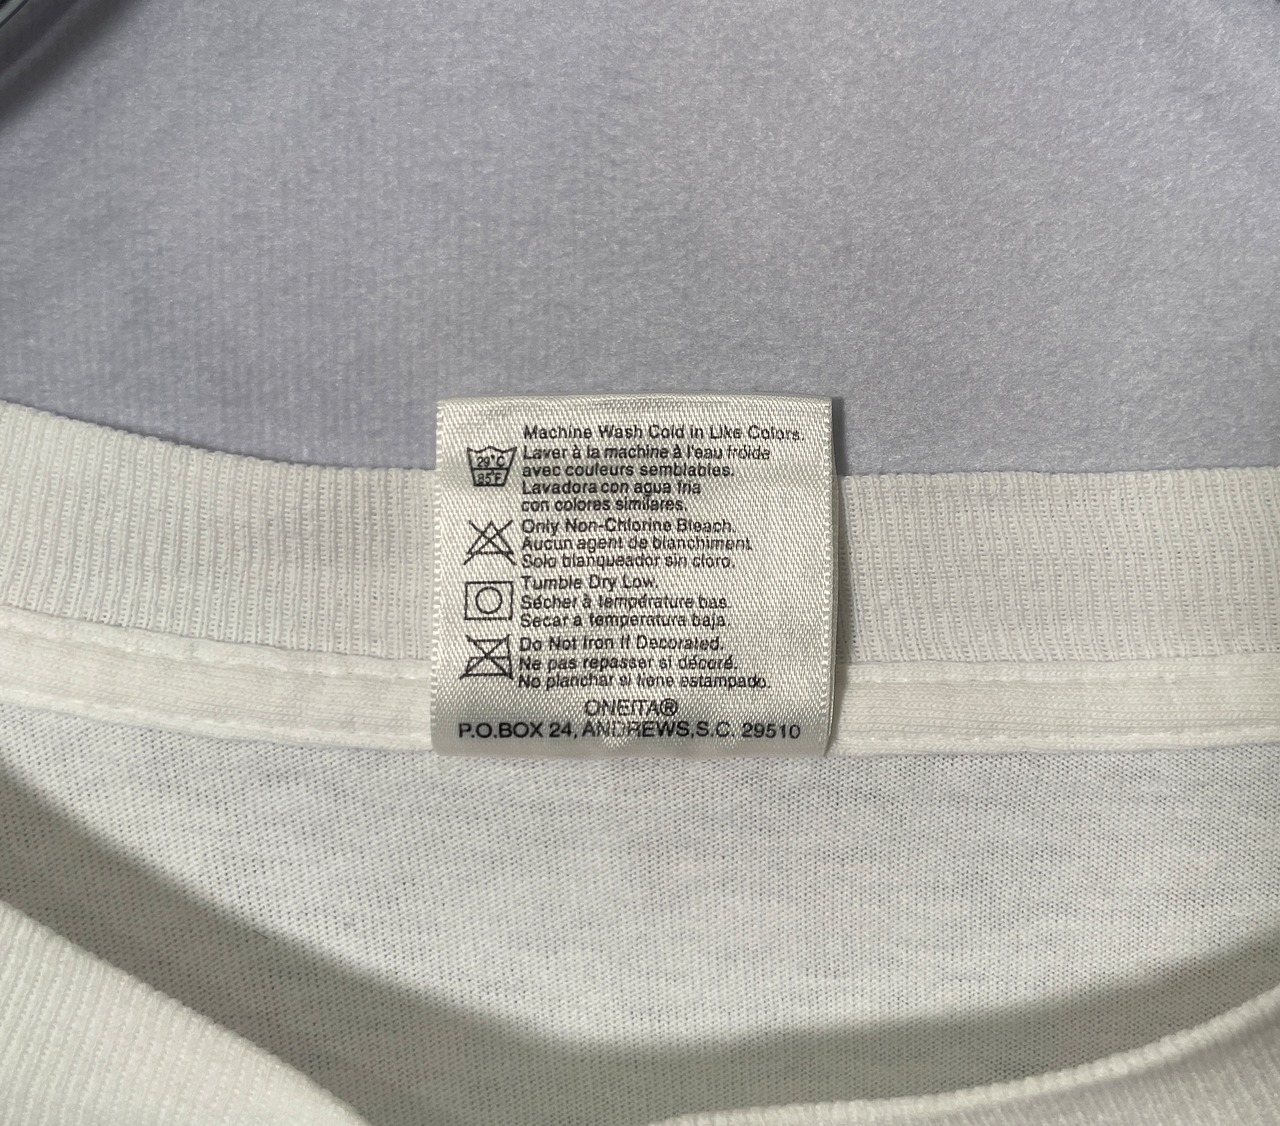 Machine Wash Cold in Like Colors.
Laver à la machine à l'eau froide
avec couleurs semblables.
Lavadora con agua fria
con colores similares.
29°C
85°F
Only Non-Chlorine Bleach.
Aucun agent de blanchiment.
Solo blanqueador sin cloro.
Tumble Dry Low.
Sécher à température bas.
Secar a temperatura baja.
Do Not Iron If Decorated.
Ne pas repasser si décoré.
No planchar si tiene estampado.
ONEITA®
P.O.BOX 24, ANDREWS,S.C. 29510